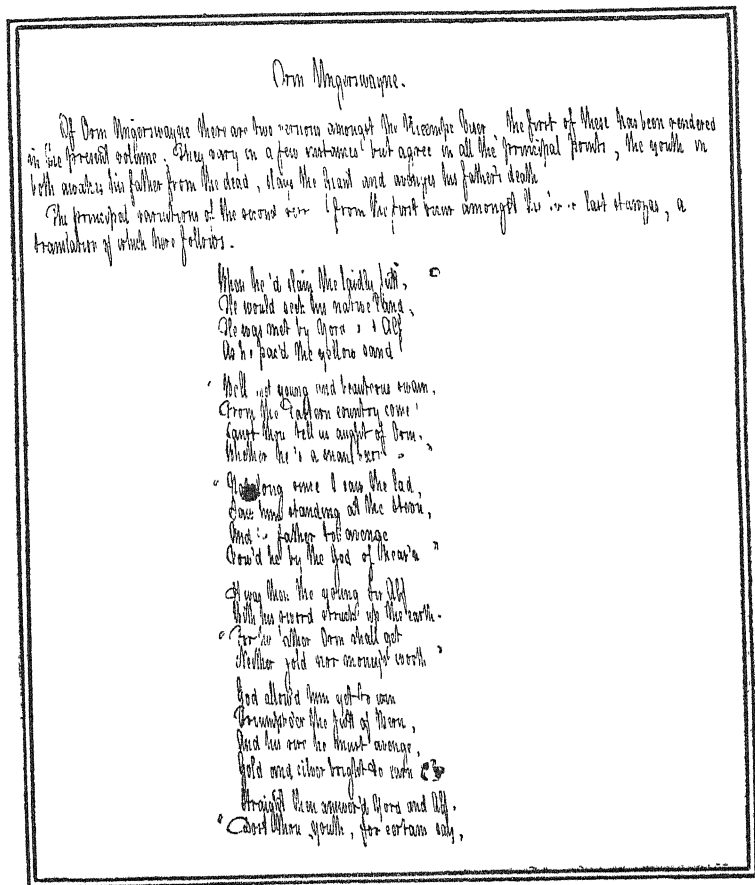 Orm Ungerswayne.
Of Orm Ungerswayne there are two versions amongst the Kiæmpe Viser, the first of these has been rendered
in the present volume. They vary in a few instances but agree in all the principal points, the youth in
both awakes his father from the dead, slays the Giant and avenges his father's death
The principal variations of the second from the first occur amongst the last stanzas, a
translation of which here follows.
When he'd slain the laidly Jutt,
He would seek his native land,
He was met by Gord Alf
As he pac'd the yellow sand
"Well met young and beauteous swain,
From the Eastern country come!
Canst thou tell us aught of Orm,
Whether he's a man
"Not long since I saw the lad,
Saw him standing at the
And father to avenge
Vow'd he by the God of Heav'n"
It was then the young Sir Alf
With his sword struck up the earth.
"For his father Orm shall get
Neither gold nor money's worth"
God allow'd him yet to win
Triumph o'er the Jutt of Bern,
And his sire he must avenge,
Gold and silver bright to earn
Straight then answer'd Gord and Alf.
"Dost thou, youth, for certain say,